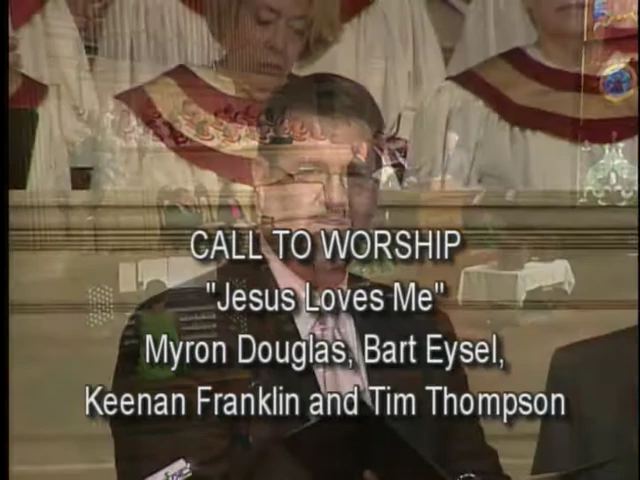 CALL TO WORSHIP
"Jesus Loves Me"
Myron Douglas, Bart Eysel,
Keenan Franklin and Tim Thompson